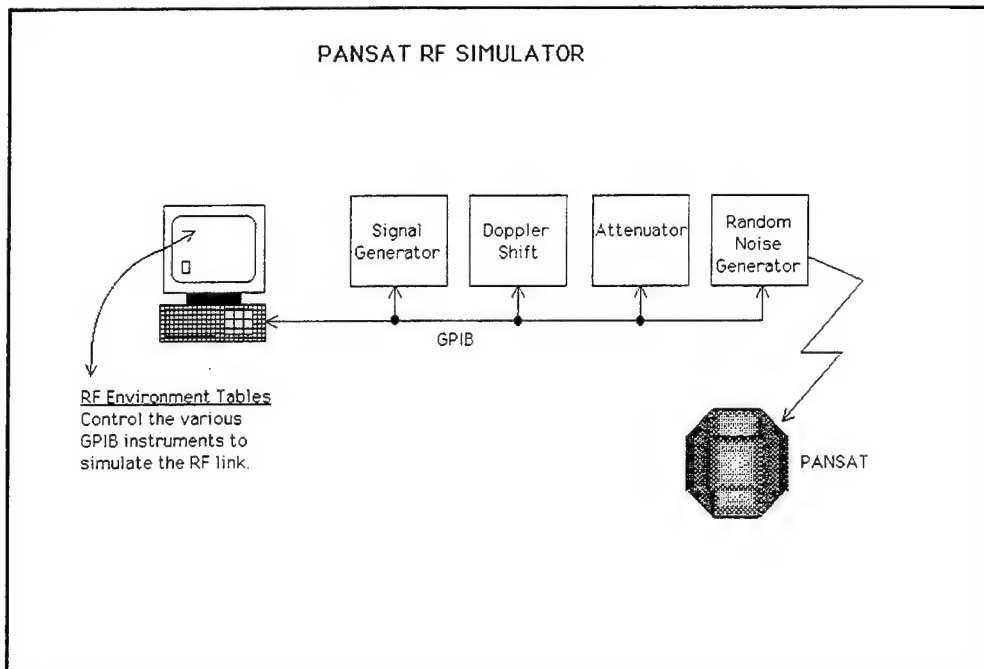 PANSAT RF SIMULATOR
Signal
Generator
Doppler
Shift
Attenuator
Random
Noise
Generator
GPIB
RF Environment Tables
Control the various
GPIB instruments to
simulate the RF link.
PANSAT